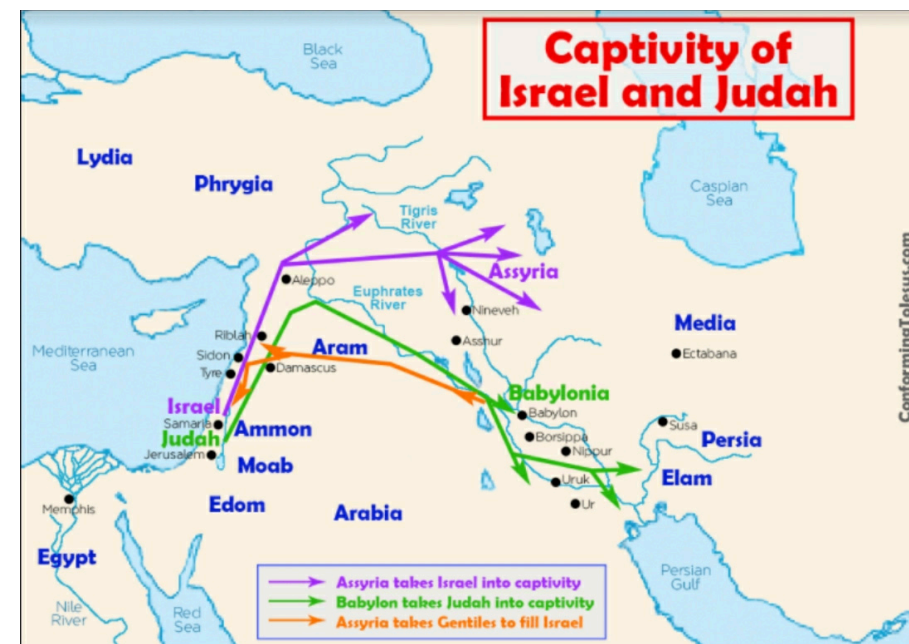 Captivity of
Israel and Judah
Black
Sea
Lydia
Phrygia
Caspian
Sea
Tigris
River
Aleppo
Assyria
Euphrates
River
Nineveh
Media
Riblah
Asshur
Mediterranean
Sea
Sidon
Aram
Ectabana
Tyre
Damascus
Israel
Babylonia
Samaria
Ammon
Babylon
Susa
Judah
Borsippa
Persia
Jerusalem
Moab
Nippur
Elam
Memphis
Edom
Uruk
Arabia
Ur
Egypt
Persian
Gulf
Nile
River
Red
Sea
Assyria takes Israel into captivity
Babylon takes Judah into captivity
Assyria takes Gentiles to fill Israel
ConformingToJesus.com